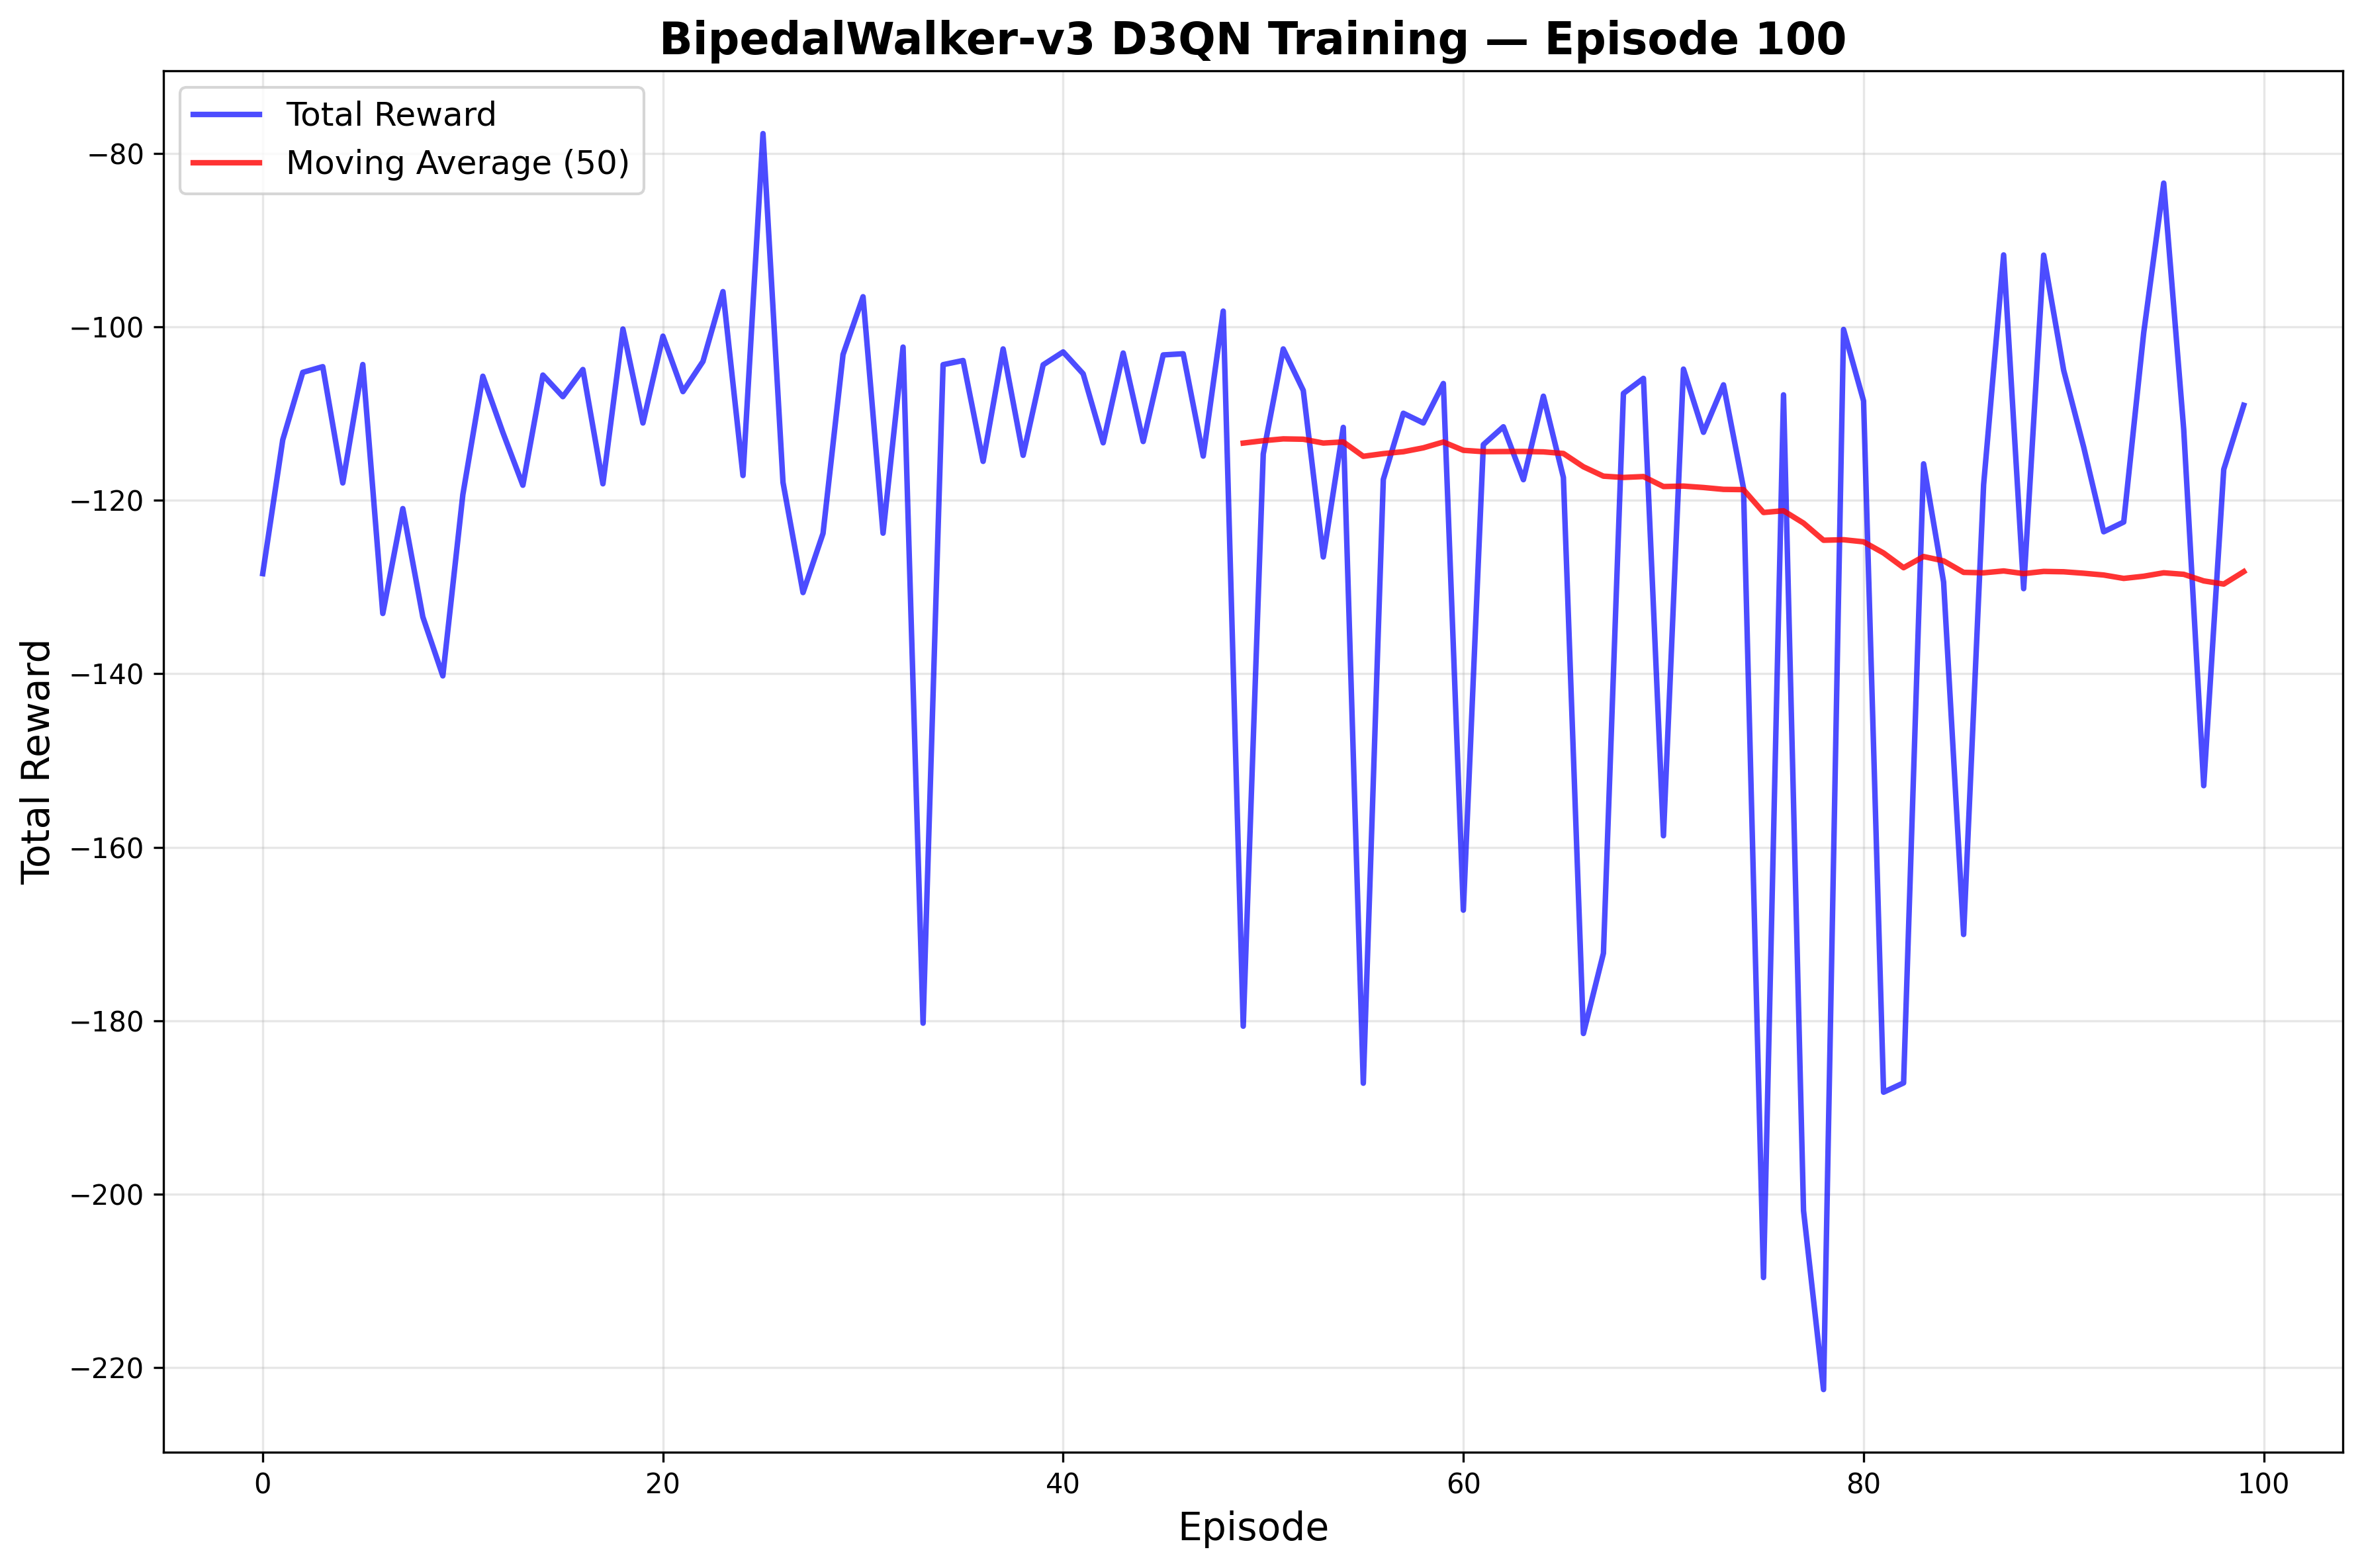 BipedalWalker-v3 D3QN Training — Episode 100
Total Reward
Moving Average (50)
−80
−100
−120
−140
−160
−180
−200
−220
Total Reward
0
20
40
60
80
100
Episode